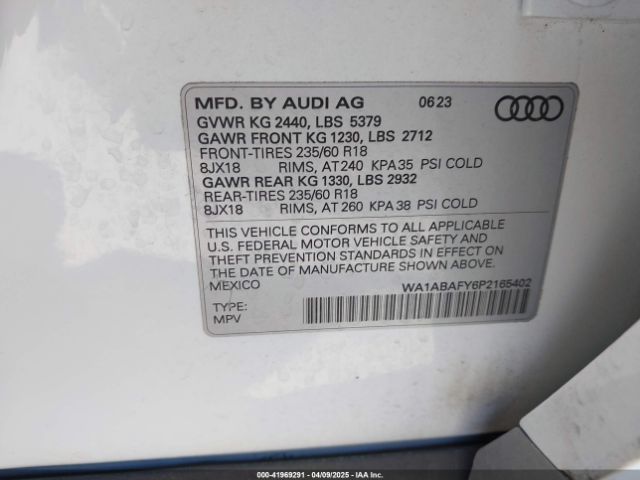 MFD. BY AUDI AG 0623
GVWR KG 2440, LBS 5379
GAWR FRONT KG 1230, LBS 2712
FRONT-TIRES 235/60 R18
8JX18 RIMS, AT 240 KPA 35 PSI COLD
GAWR REAR KG 1330, LBS 2932
REAR-TIRES 235/60 R18
8JX18 RIMS, AT 260 KPA 38 PSI COLD
THIS VEHICLE CONFORMS TO ALL APPLICABLE
U.S. FEDERAL MOTOR VEHICLE SAFETY AND
THEFT PREVENTION STANDARDS IN EFFECT ON
THE DATE OF MANUFACTURE SHOWN ABOVE.
MEXICO WA1ABAFY6P2165402
TYPE:
MPV
000-41969291 - 04/09/2025 - IAA Inc.